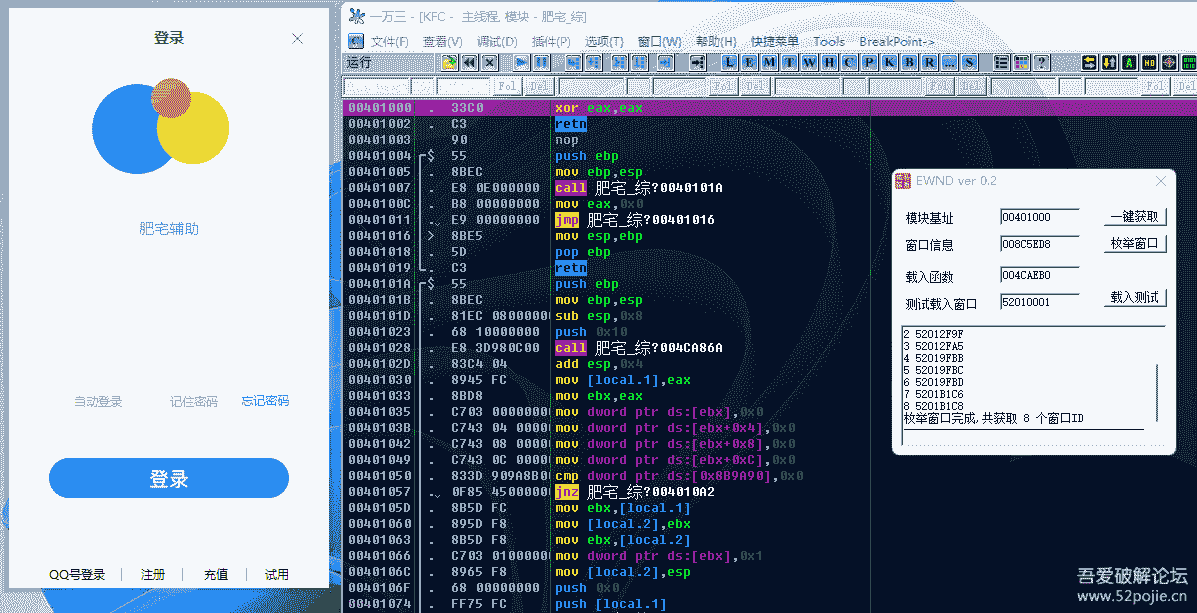 登录
肥宅辅助
自动登录 记住密码 忘记密码
登录
QQ号登录 注册 充值 试用
一万三 - [KFC - 主线程, 模块 - 肥宅_综]
文件(F) 查看(V) 调试(D) 插件(P) 选项(T) 窗口(W) 帮助(H) 快捷菜单 Tools BreakPoint->
运行 L E M T W H C P K B R ... S ?
00401000 . 33C0 xor eax,eax
00401002 . C3 retn
00401003 90 nop
00401004 $ 55 push ebp
00401005 . 8BEC mov ebp,esp
00401007 . E8 0E000000 call 肥宅_综?0040101A
0040100C . B8 00000000 mov eax,0x0
00401011 . E9 00000000 jmp 肥宅_综?00401016
00401016 > 8BE5 mov esp,ebp
00401018 . 5D pop ebp
00401019 . C3 retn
0040101A $ 55 push ebp
0040101B . 8BEC mov ebp,esp
0040101D . 81EC 0800000 sub esp,0x8
00401023 . 68 10000000 push 0x10
00401028 . E8 3D980C00 call 肥宅_综?004CA86A
0040102D . 83C4 04 add esp,0x4
00401030 . 8945 FC mov [local.1],eax
00401033 . 8BD8 mov ebx,eax
00401035 . C703 0000000 mov dword ptr ds:[ebx],0x0
0040103B . C743 04 0000 mov dword ptr ds:[ebx+0x4],0x0
00401042 . C743 08 0000 mov dword ptr ds:[ebx+0x8],0x0
00401049 . C743 0C 0000 mov dword ptr ds:[ebx+0xC],0x0
00401050 . 833D 909A8B0 cmp dword ptr ds:[0x8B9A90],0x0
00401057 . 0F85 4500000 jnz 肥宅_综?004010A2
0040105D . 8B5D FC mov ebx,[local.1]
00401060 . 895D F8 mov [local.2],ebx
00401063 . 8B5D F8 mov ebx,[local.2]
00401066 . C703 0100000 mov dword ptr ds:[ebx],0x1
0040106C . 8965 F8 mov [local.2],esp
0040106F . 68 00000000 push 0x0
00401074 . FF75 FC push [local.1]
EWND ver 0.2
模块基址 00401000 一键获取
窗口信息 008C5ED8 枚举窗口
载入函数 004CAEB0
测试载入窗口 52010001 载入测试
2 52012F9F
3 52012FA5
4 52019FBB
5 52019FBC
6 52019FBD
7 5201B1C6
8 5201B1C8
枚举窗口完成,共获取 8 个窗口ID
吾爱破解论坛
www.52pojie.cn